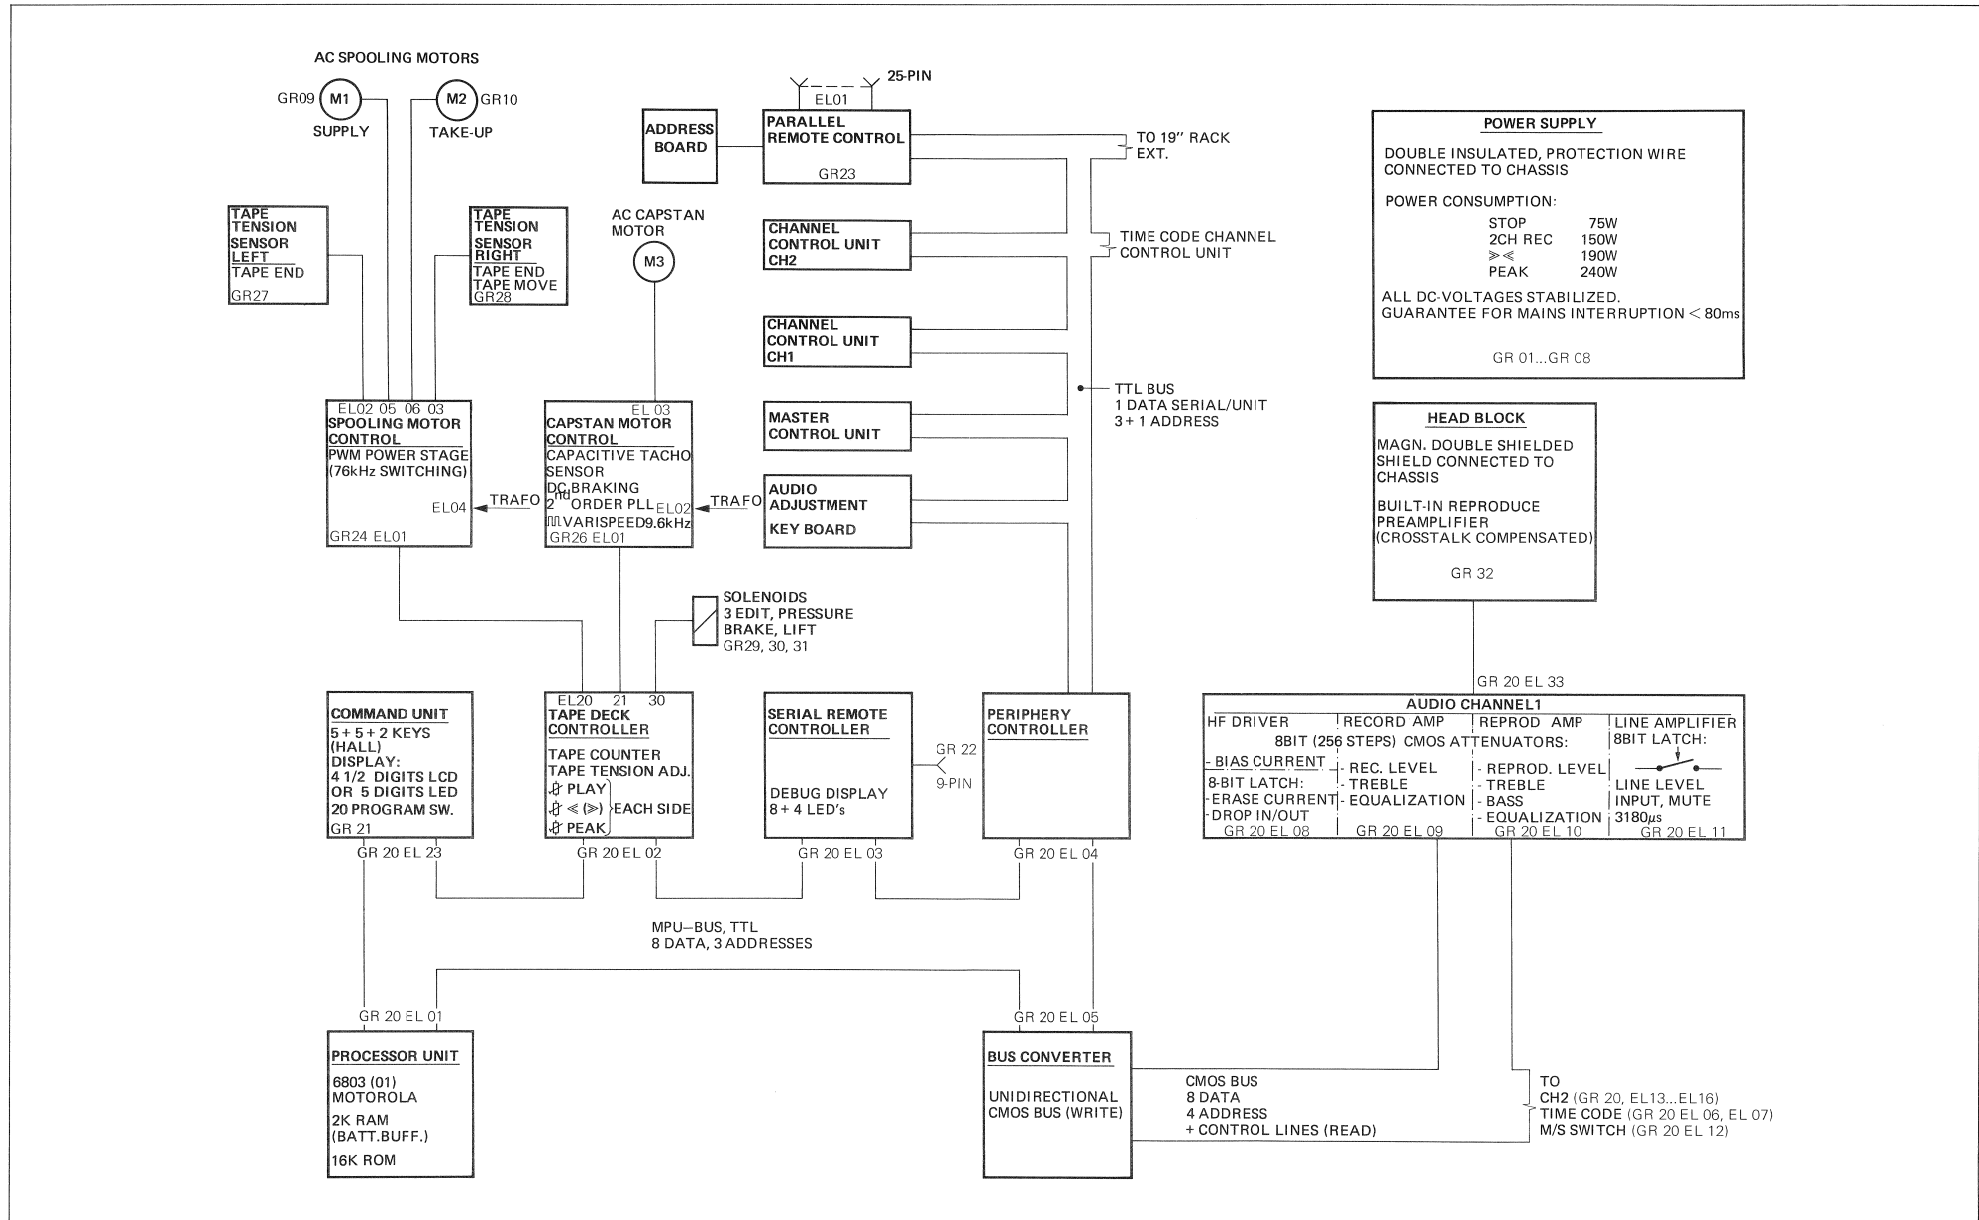 AC SPOOLING MOTORS
GR09 M1
SUPPLY
M2 GR10
TAKE-UP
TAPE
TENSION
SENSOR
LEFT
TAPE END
GR27
TAPE
TENSION
SENSOR
RIGHT
TAPE END
TAPE MOVE
GR28
AC CAPSTAN
MOTOR
M3
ADDRESS
BOARD
25-PIN
EL01
PARALLEL
REMOTE CONTROL
GR23
TO 19" RACK
EXT.
CHANNEL
CONTROL UNIT
CH2
TIME CODE CHANNEL
CONTROL UNIT
CHANNEL
CONTROL UNIT
CH1
TTL BUS
1 DATA SERIAL/UNIT
3 + 1 ADDRESS
MASTER
CONTROL UNIT
AUDIO
ADJUSTMENT
KEY BOARD
POWER SUPPLY
DOUBLE INSULATED, PROTECTION WIRE
CONNECTED TO CHASSIS
POWER CONSUMPTION:
STOP 75W
2CH REC 150W
⪢⪡ 190W
PEAK 240W
ALL DC-VOLTAGES STABILIZED.
GUARANTEE FOR MAINS INTERRUPTION < 80ms
GR 01...GR 08
HEAD BLOCK
MAGN. DOUBLE SHIELDED
SHIELD CONNECTED TO
CHASSIS
BUILT-IN REPRODUCE
PREAMPLIFIER
(CROSSTALK COMPENSATED)
GR 32
EL02 05 06 03
SPOOLING MOTOR
CONTROL
PWM POWER STAGE
(76kHz SWITCHING)
EL04
GR24 EL01
TRAFO
EL 03
CAPSTAN MOTOR
CONTROL
CAPACITIVE TACHO
SENSOR
DC BRAKING
2nd ORDER PLL EL02
VARISPEED 9.6kHz
GR26 EL01
TRAFO
SOLENOIDS
3 EDIT, PRESSURE
BRAKE, LIFT
GR29, 30, 31
COMMAND UNIT
5 + 5 + 2 KEYS
(HALL)
DISPLAY:
4 1/2 DIGITS LCD
OR 5 DIGITS LED
20 PROGRAM SW.
GR 21
GR 20 EL 23
EL20 21 30
TAPE DECK
CONTROLLER
TAPE COUNTER
TAPE TENSION ADJ.
PLAY
⪡ (⪢) EACH SIDE
PEAK
GR 20 EL 02
SERIAL REMOTE
CONTROLLER
DEBUG DISPLAY
8 + 4 LED's
GR 20 EL 03
GR 22
9-PIN
PERIPHERY
CONTROLLER
GR 20 EL 04
GR 20 EL 33
AUDIO CHANNEL1
HF DRIVER RECORD AMP REPROD AMP LINE AMPLIFIER
8BIT (256 STEPS) CMOS ATTENUATORS:
- BIAS CURRENT
8-BIT LATCH:
- ERASE CURRENT
- DROP IN/OUT
GR 20 EL 08
- REC. LEVEL
- TREBLE
- EQUALIZATION
GR 20 EL 09
- REPROD. LEVEL
- TREBLE
- BASS
- EQUALIZATION
GR 20 EL 10
8BIT LATCH:
LINE LEVEL
INPUT, MUTE
3180µs
GR 20 EL 11
MPU–BUS, TTL
8 DATA, 3 ADDRESSES
GR 20 EL 01
PROCESSOR UNIT
6803 (01)
MOTOROLA
2K RAM
(BATT.BUFF.)
16K ROM
GR 20 EL 05
BUS CONVERTER
UNIDIRECTIONAL
CMOS BUS (WRITE)
CMOS BUS
8 DATA
4 ADDRESS
+ CONTROL LINES (READ)
TO
CH2 (GR 20, EL13...EL16)
TIME CODE (GR 20 EL 06, EL 07)
M/S SWITCH (GR 20 EL 12)